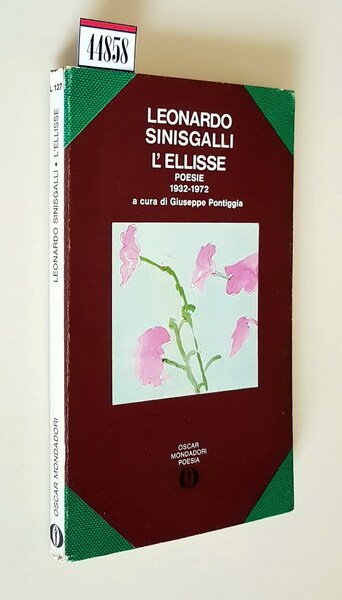 44858
L 127
LEONARDO SINISGALLI • L'ELLISSE
OSCAR MONDADORI
LEONARDO
SINISGALLI
L'ELLISSE
POESIE
1932-1972
a cura di Giuseppe Pontiggia
OSCAR
MONDADORI
POESIA